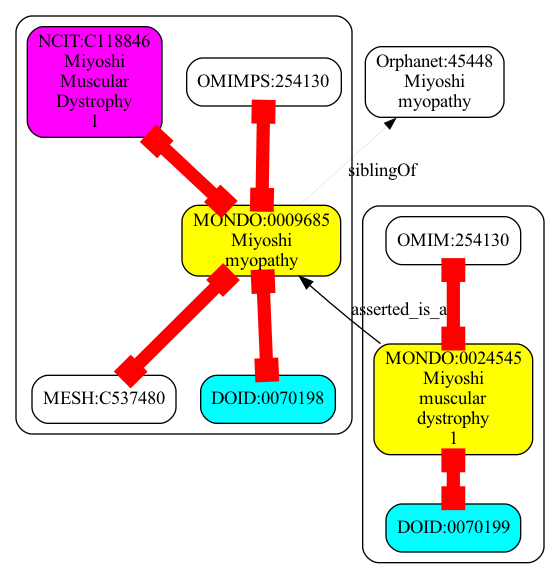 NCIT:C118846
Miyoshi
Muscular
Dystrophy
1
OMIMPS:254130
Orphanet:45448
Miyoshi
myopathy
siblingOf
MONDO:0009685
Miyoshi
myopathy
OMIM:254130
asserted_is_a
MONDO:0024545
Miyoshi
muscular
dystrophy
1
MESH:C537480
DOID:0070198
DOID:0070199